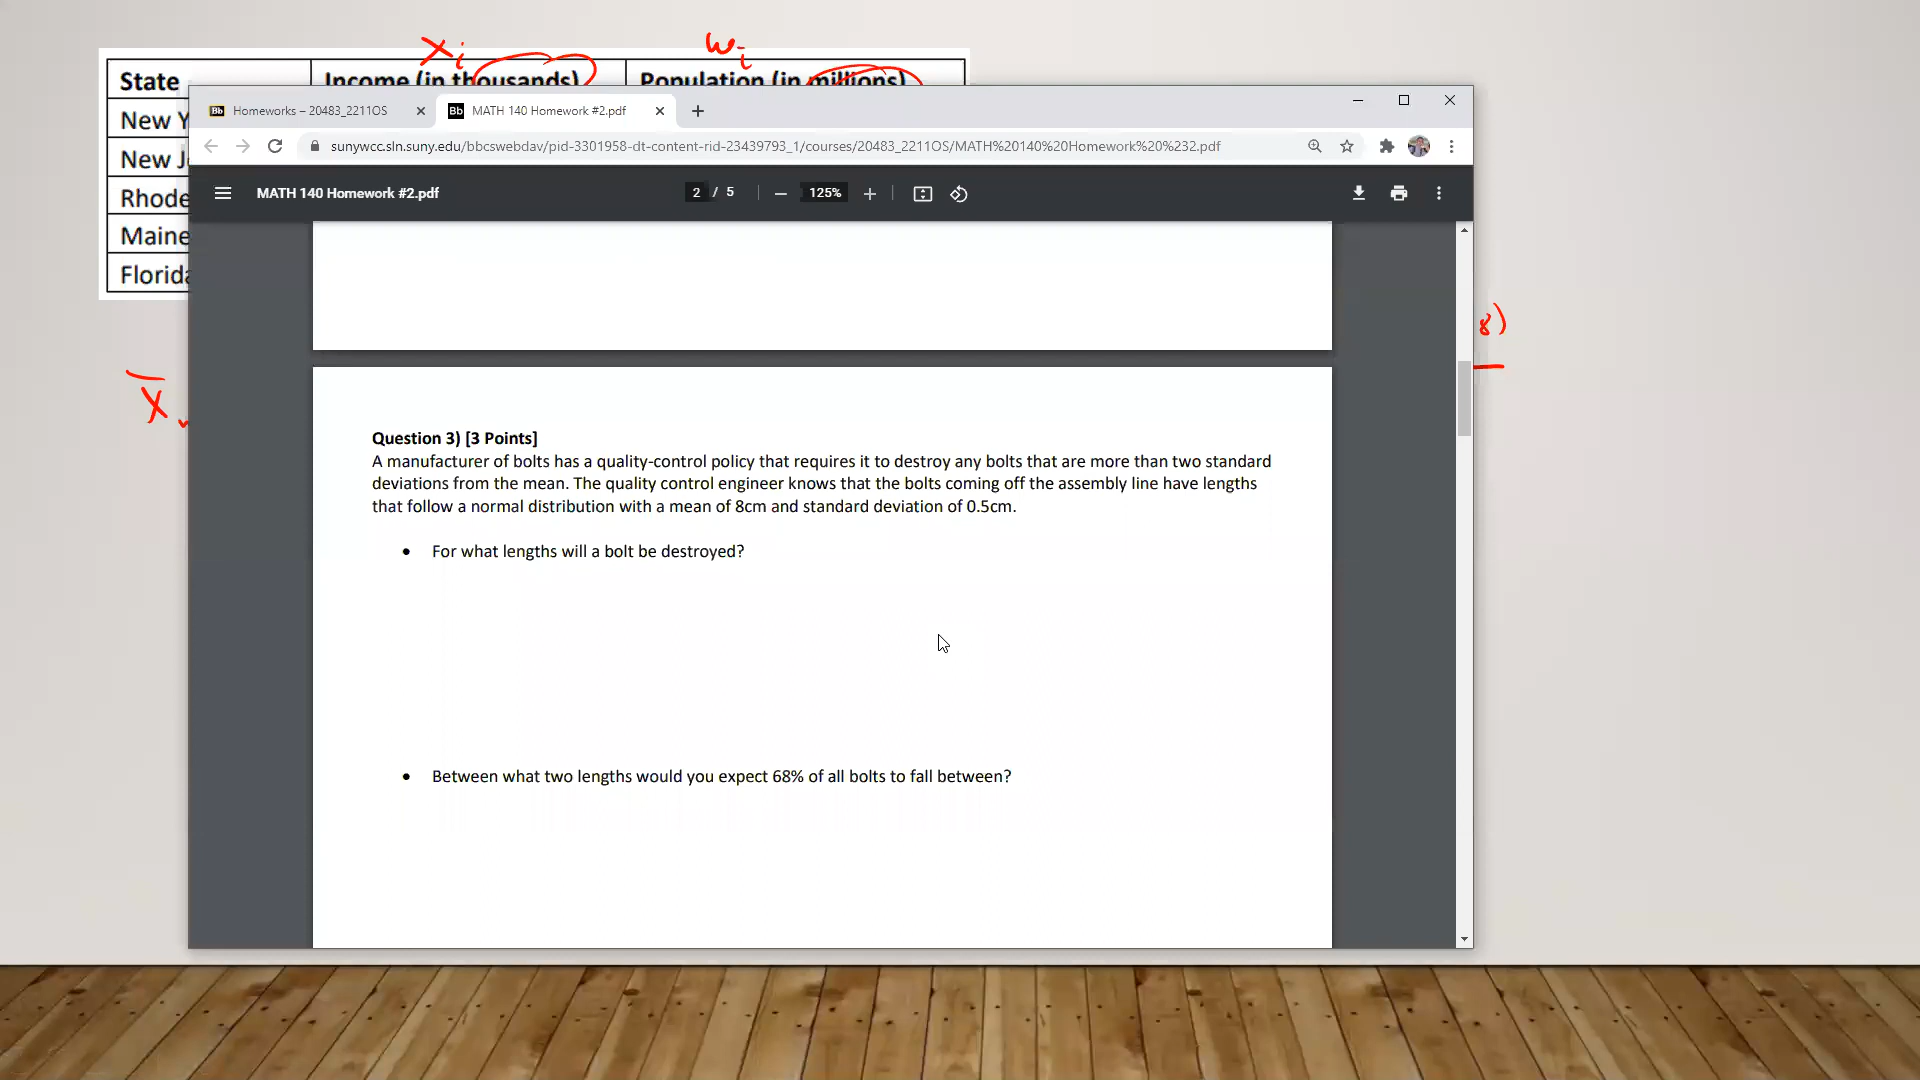 xi
wi
State
Income (in thousands)
Population (in millions)
New Y
New Je
Rhode
Maine
Florida
8)
X
Homeworks – 20483_2211OS
MATH 140 Homework #2.pdf
sunywcc.sln.suny.edu/bbcswebdav/pid-3301958-dt-content-rid-23439793_1/courses/20483_2211OS/MATH%20140%20Homework%20%232.pdf
MATH 140 Homework #2.pdf
2 / 5
125%
Question 3) [3 Points]
A manufacturer of bolts has a quality-control policy that requires it to destroy any bolts that are more than two standard
deviations from the mean. The quality control engineer knows that the bolts coming off the assembly line have lengths
that follow a normal distribution with a mean of 8cm and standard deviation of 0.5cm.
• For what lengths will a bolt be destroyed?
• Between what two lengths would you expect 68% of all bolts to fall between?